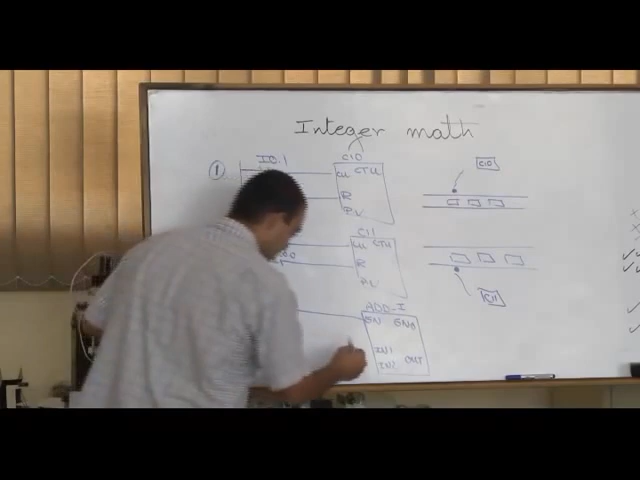 Integer math
① I0.1
C10
CU CTU
R
PV
C10
C11
CU CTU
R
PV
C11
ADD-I
EN ENO
IN1
IN2 OUT